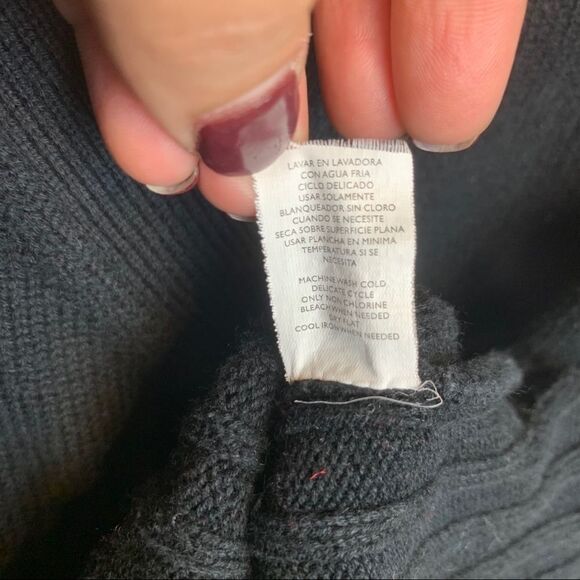 LAVAR EN LAVADORA
CON AGUA FRIA
CICLO DELICADO
USAR SOLAMENTE
BLANQUEADOR SIN CLORO
CUANDO SE NECESITE
SECA SOBRE SUPERFICIE PLANA
USAR PLANCHA EN MINIMA
TEMPERATURA SI SE
NECESITA
MACHINE WASH COLD
DELICATE CYCLE
ONLY NON CHLORINE
BLEACH WHEN NEEDED
DRY FLAT
COOL IRON WHEN NEEDED